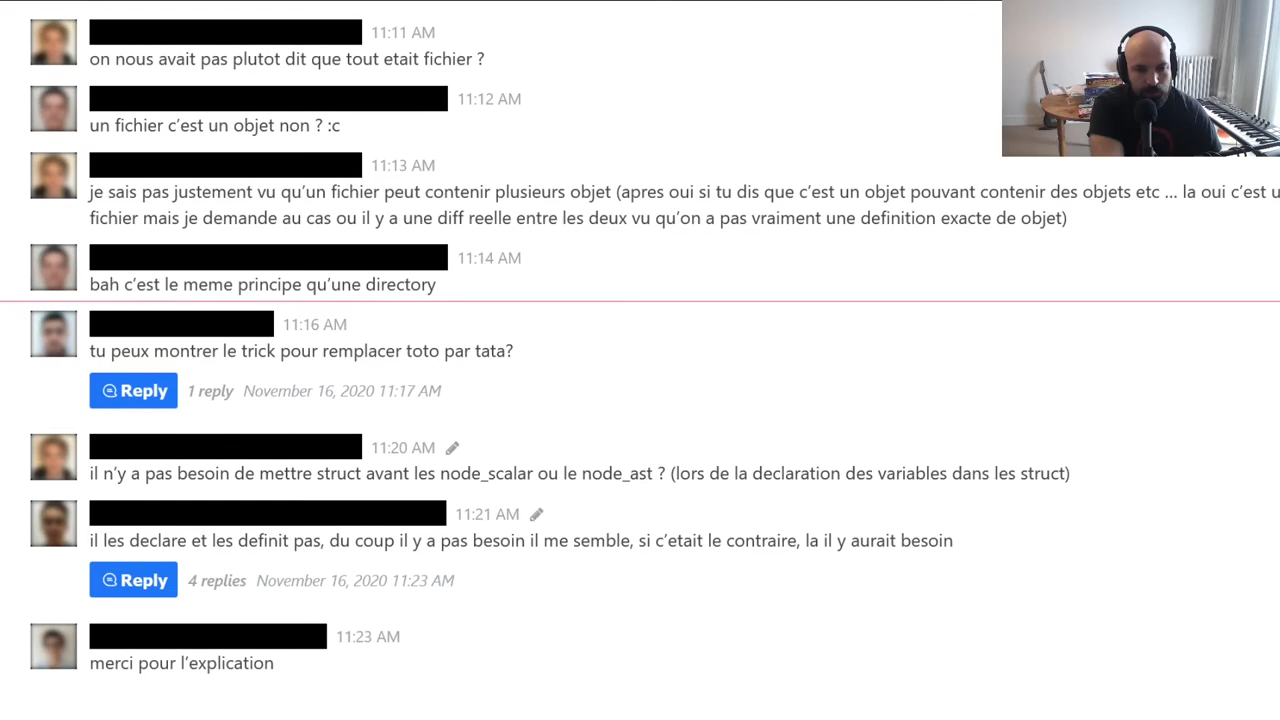 11:11 AM
on nous avait pas plutot dit que tout etait fichier ?
11:12 AM
un fichier c'est un objet non ? :c
11:13 AM
je sais pas justement vu qu'un fichier peut contenir plusieurs objet (apres oui si tu dis que c'est un objet pouvant contenir des objets etc ... la oui c'est u
fichier mais je demande au cas ou il y a une diff reelle entre les deux vu qu'on a pas vraiment une definition exacte de objet)
11:14 AM
bah c'est le meme principe qu'une directory
11:16 AM
tu peux montrer le trick pour remplacer toto par tata?
Reply 1 reply November 16, 2020 11:17 AM
11:20 AM
il n'y a pas besoin de mettre struct avant les node_scalar ou le node_ast ? (lors de la declaration des variables dans les struct)
11:21 AM
il les declare et les definit pas, du coup il y a pas besoin il me semble, si c'etait le contraire, la il y aurait besoin
Reply 4 replies November 16, 2020 11:23 AM
11:23 AM
merci pour l'explication